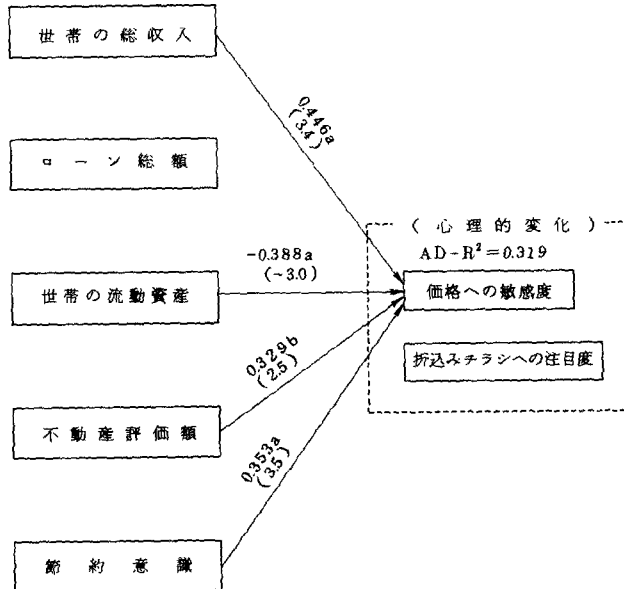 世帯の総収入
0.446a
(3.4)
ローン総額
(心理的変化)
AD-R²=0.319
-0.388a
(-3.0)
世帯の流動資産
価格への敏感度
0.329b
(2.5)
折込みチラシへの注目度
不動産評価額
0.353a
(3.5)
節約意識